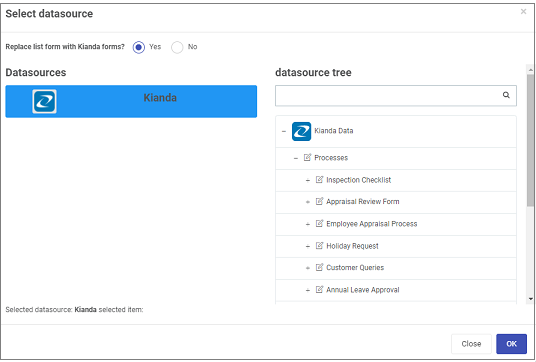 Select datasource
×
Replace list form with Kianda forms? Yes No
Datasources
Kianda
datasource tree
− Kianda Data
− Processes
+ Inspection Checklist
+ Appraisal Review Form
+ Employee Appraisal Process
+ Holiday Request
+ Customer Queries
+ Annual Leave Approval
Selected datasource: Kianda selected item:
Close OK